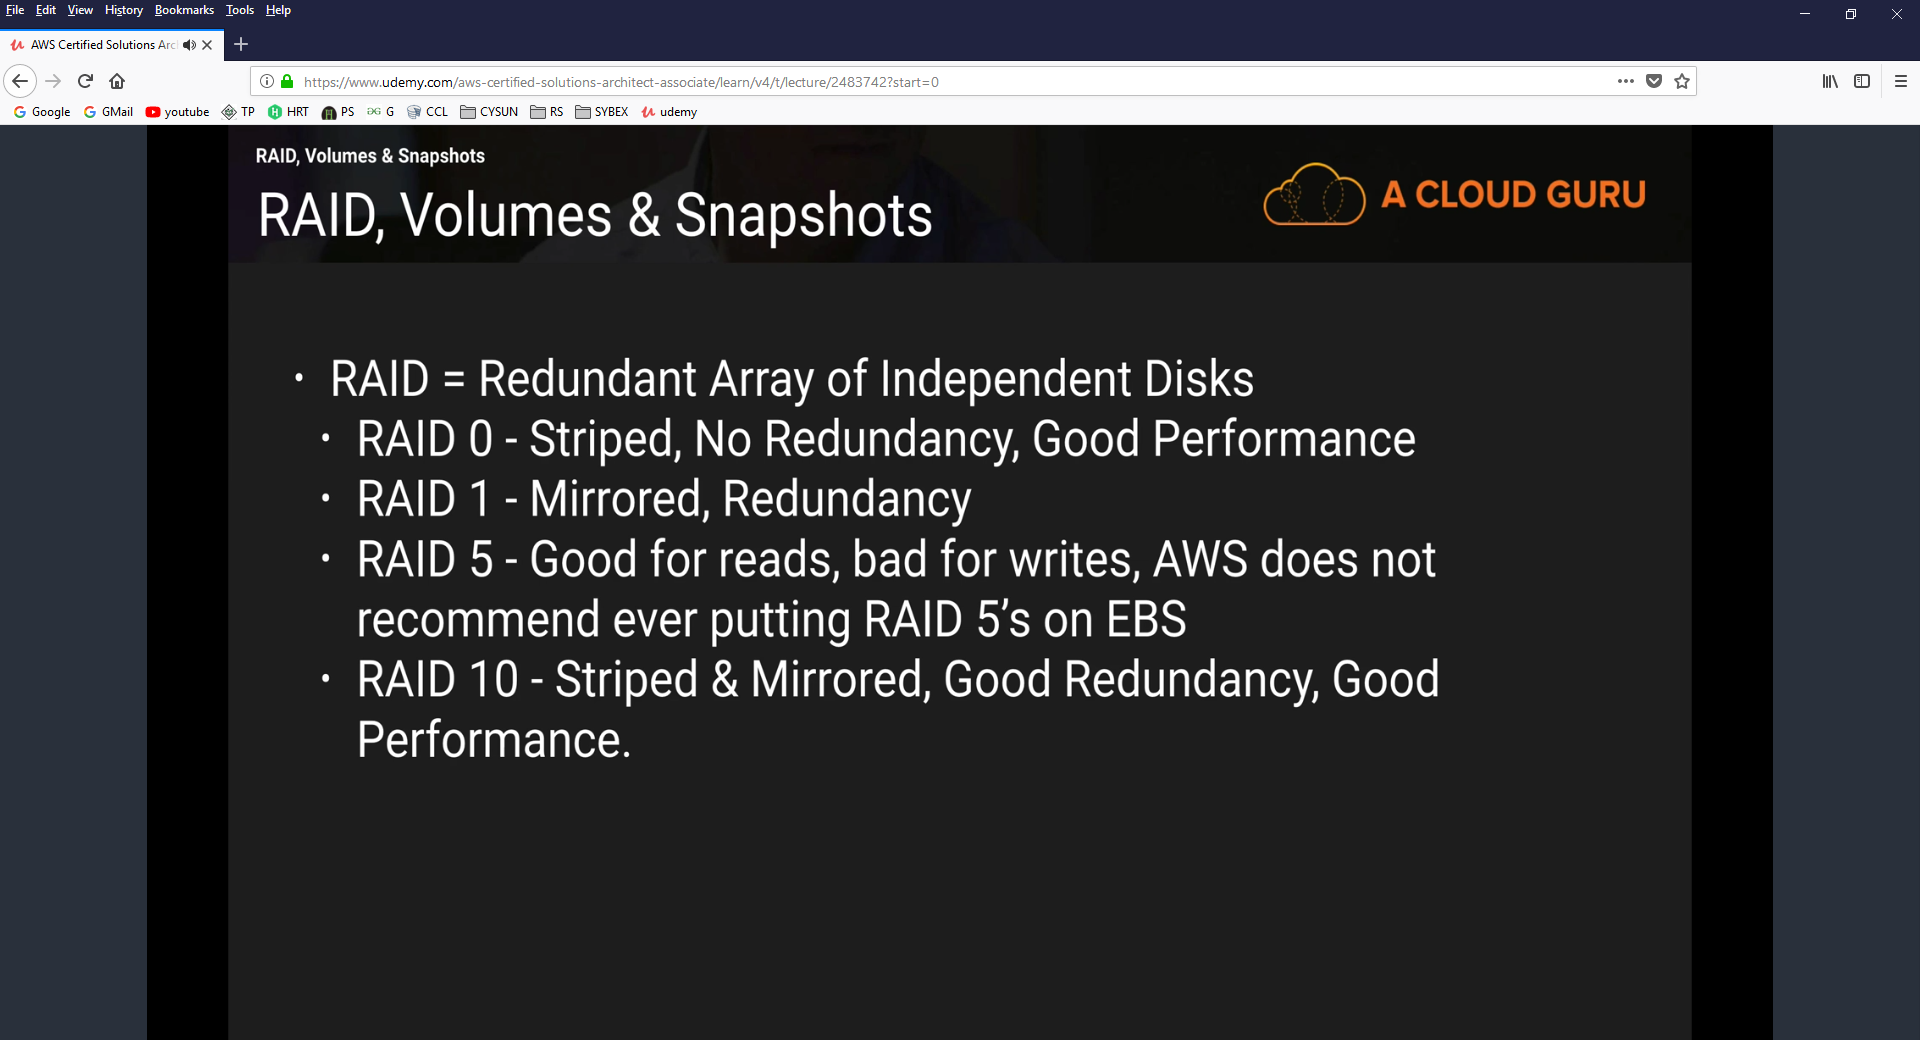 File Edit View History Bookmarks Tools Help
AWS Certified Solutions Arc
https://www.udemy.com/aws-certified-solutions-architect-associate/learn/v4/t/lecture/2483742?start=0
Google GMail youtube TP HRT PS G CCL CYSUN RS SYBEX udemy
RAID, Volumes & Snapshots
RAID, Volumes & Snapshots
A CLOUD GURU
• RAID = Redundant Array of Independent Disks
• RAID 0 - Striped, No Redundancy, Good Performance
• RAID 1 - Mirrored, Redundancy
• RAID 5 - Good for reads, bad for writes, AWS does not
recommend ever putting RAID 5’s on EBS
• RAID 10 - Striped & Mirrored, Good Redundancy, Good
Performance.